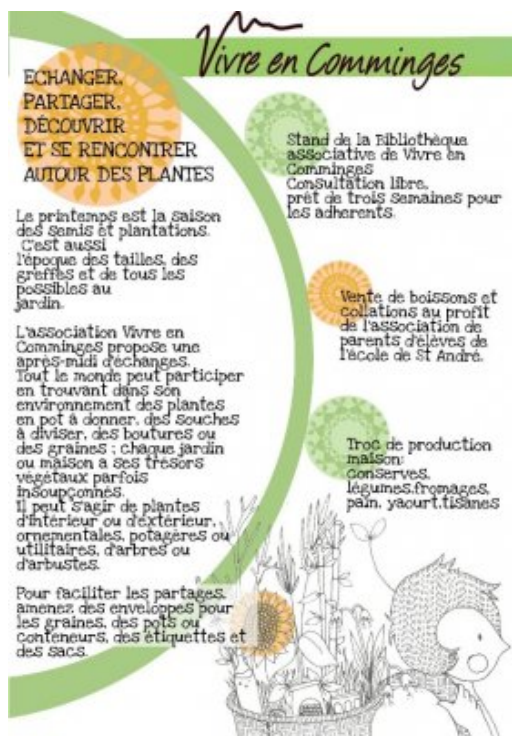 Vivre en Comminges
ECHANGER,
PARTAGER,
DÉCOUVRIR
ET SE RENCONTRER
AUTOUR DES PLANTES
Le printemps est la saison
des semis et plantations.
C'est aussi
l'époque des tailles, des
greffes et de tous les
possibles au
jardin.
L'association Vivre en
Comminges propose une
après-midi d'échanges.
Tout le monde peut participer
en trouvant dans son
environnement des plantes
en pot à donner, des souches
à diviser, des boutures ou
des graines ; chaque jardin
ou maison a ses trésors
végétaux parfois
insoupçonnés.
Il peut s'agir de plantes
d'intérieur ou d'extérieur,
ornementales, potagères ou
utilitaires, d'arbres ou
d'arbustes.
Pour faciliter les partages,
amenez des enveloppes pour
les graines, des pots ou
conteneurs, des étiquettes et
des sacs.
Stand de la Bibliothèque
associative de Vivre en
Comminges
Consultation libre,
prêt de trois semaines pour
les adherents.
Vente de boissons et
collations au profit
de l'association de
parents d'élèves de
l'école de St André.
Troc de production
maison:
conserves,
légumes,fromages,
pain, yaourt,tisanes